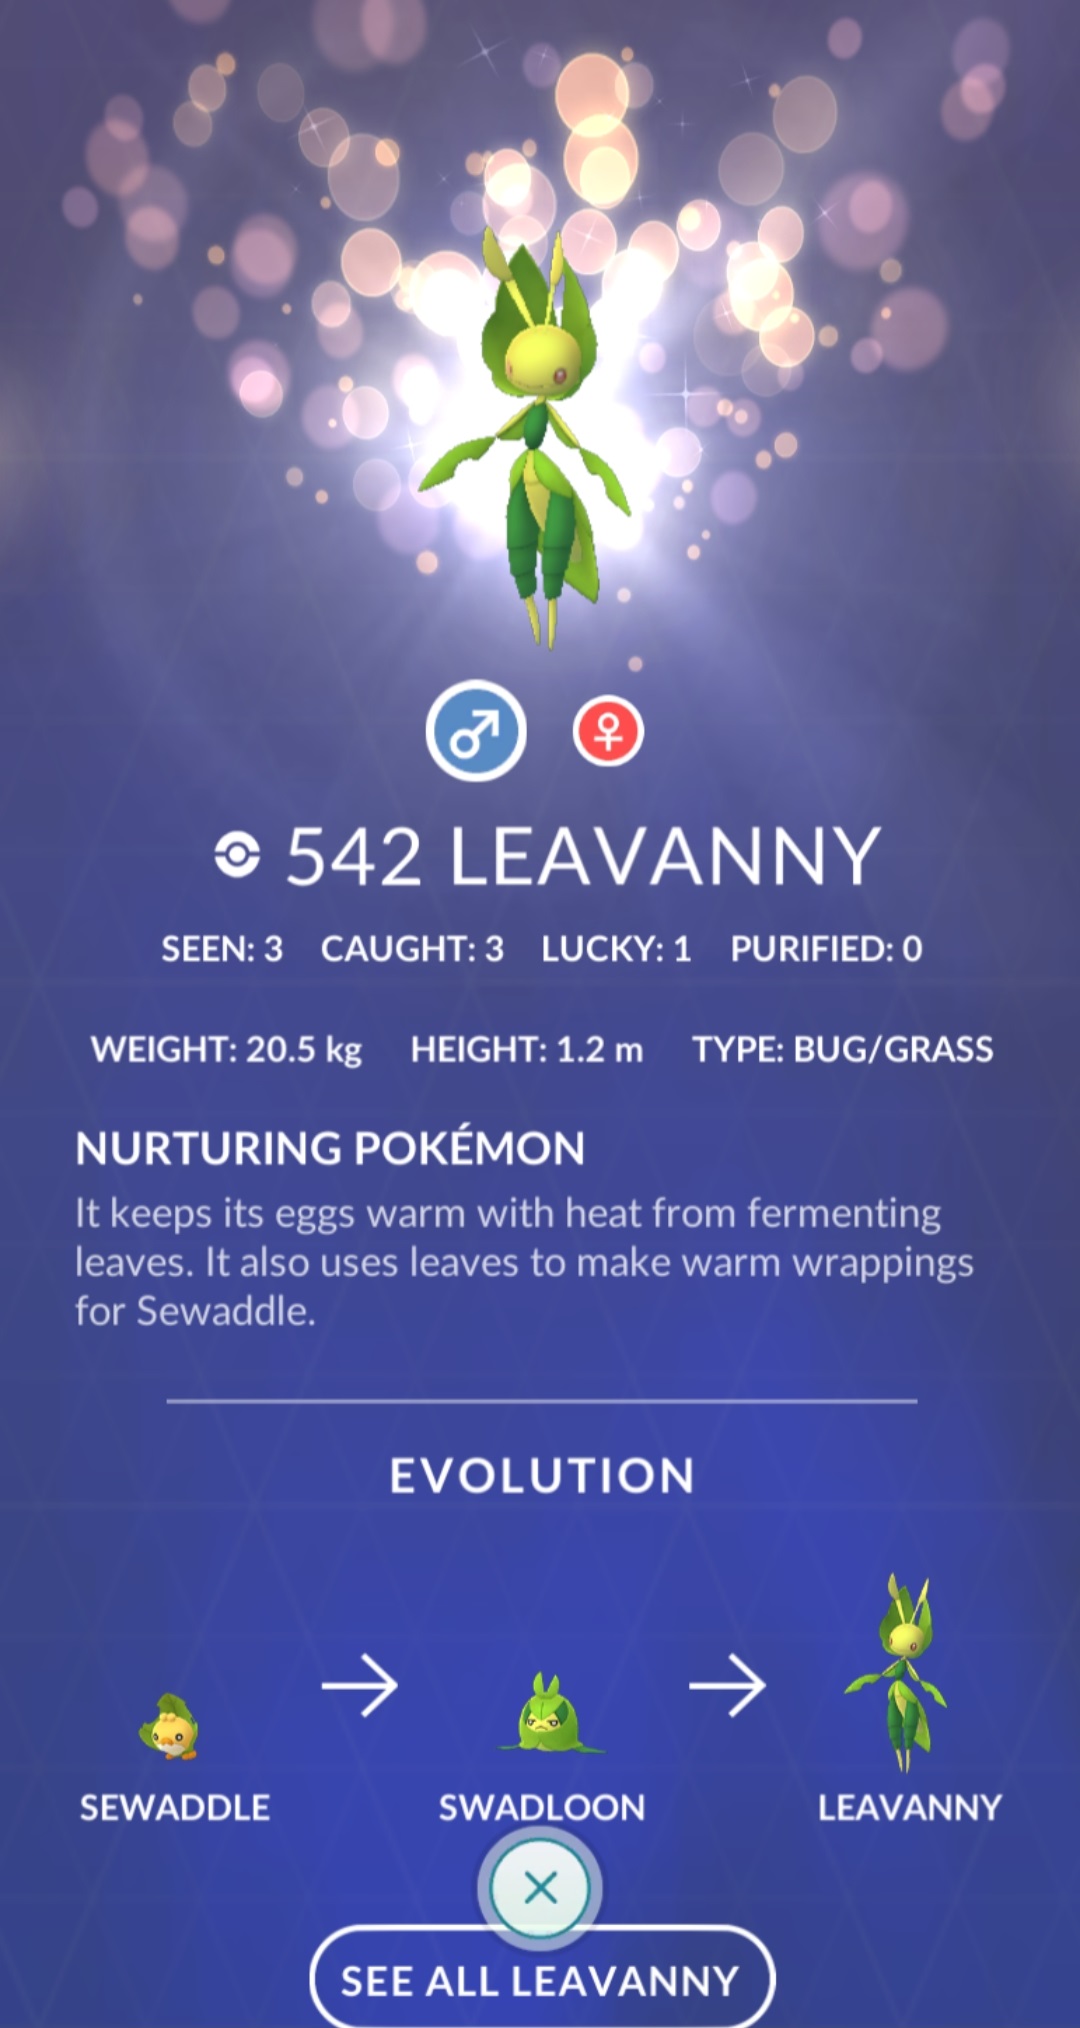 542 LEAVANNY
SEEN: 3 CAUGHT: 3 LUCKY: 1 PURIFIED: 0
WEIGHT: 20.5 kg HEIGHT: 1.2 m TYPE: BUG/GRASS
NURTURING POKÉMON
It keeps its eggs warm with heat from fermenting
leaves. It also uses leaves to make warm wrappings
for Sewaddle.
EVOLUTION
SEWADDLE SWADLOON LEAVANNY
SEE ALL LEAVANNY